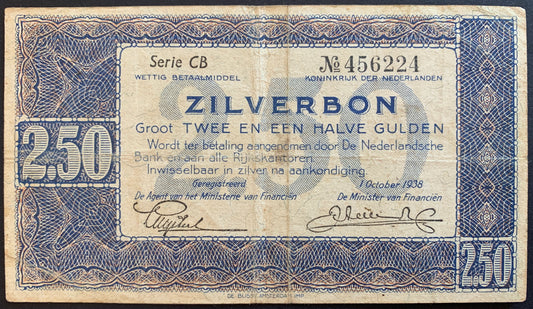 Serie CB
№ 456224
WETTIG BETAALMIDDEL
KONINKRIJK DER NEDERLANDEN
250
ZILVERBON
Groot TWEE EN EEN HALVE GULDEN
Wordt ter betaling aangenomen door De Nederlandsche
Bank en aan alle Rijkskantoren.
Inwisselbaar in zilver na aankondiging.
Geregistreerd
1 October 1938
De Agent van het Ministerie van Financiën
De Minister van Financiën
2.50
2.50